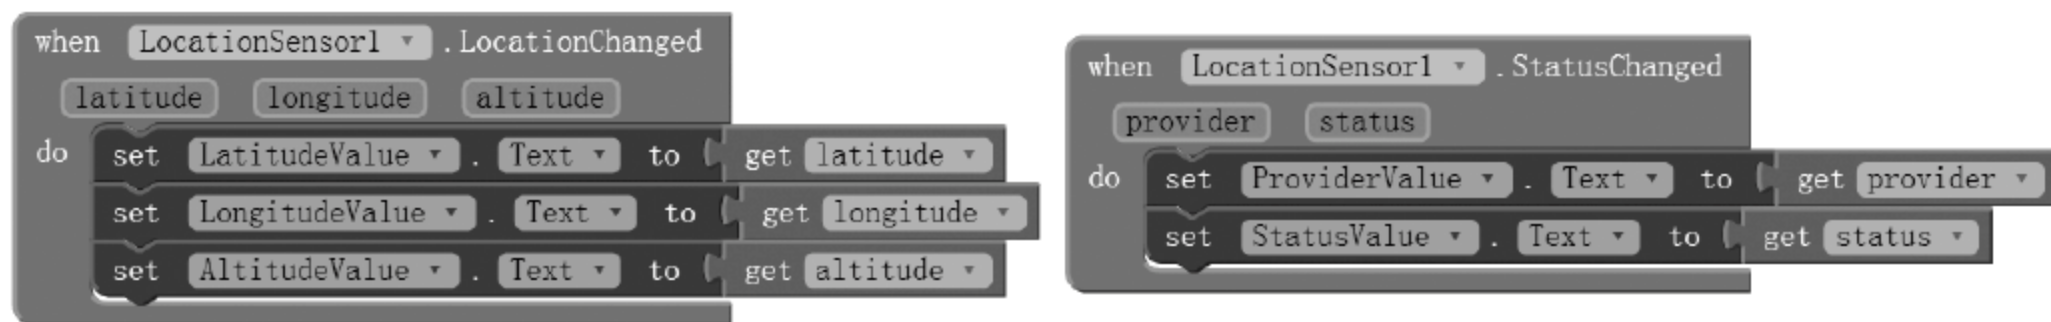 when LocationSensor1 .LocationChanged
latitude longitude altitude
do set LatitudeValue . Text to get latitude
set LongitudeValue . Text to get longitude
set AltitudeValue . Text to get altitude
when LocationSensor1 .StatusChanged
provider status
do set ProviderValue . Text to get provider
set StatusValue . Text to get status